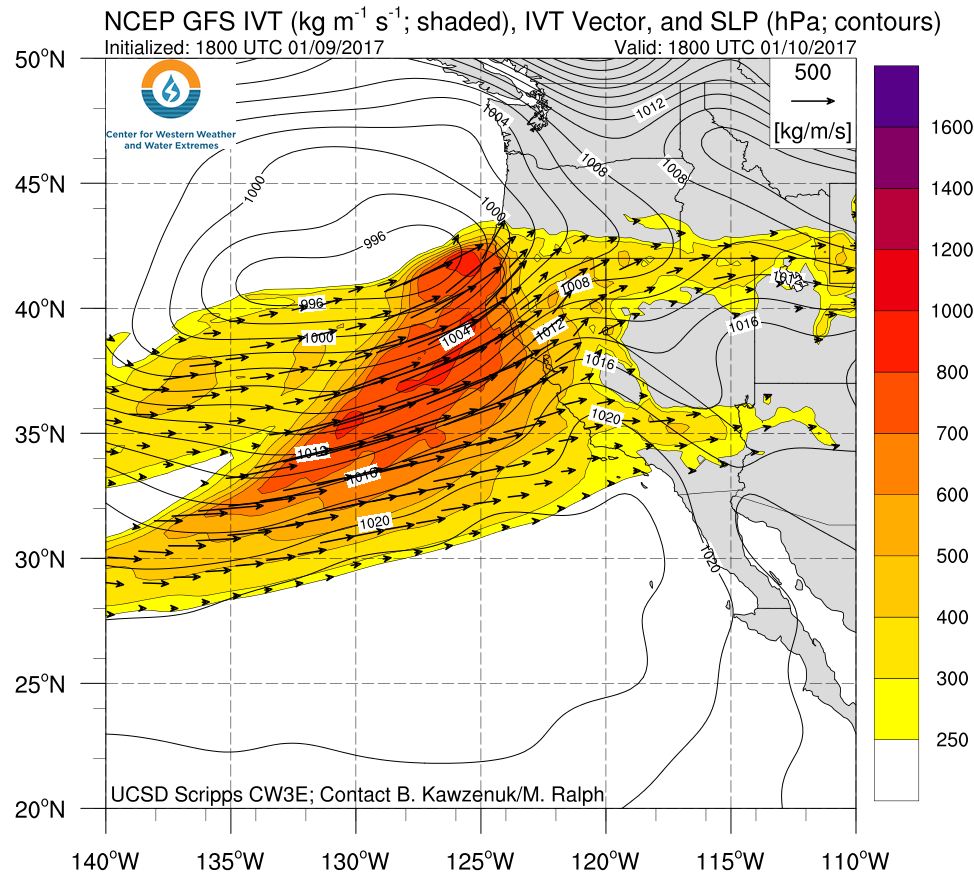 NCEP GFS IVT (kg m⁻¹ s⁻¹; shaded), IVT Vector, and SLP (hPa; contours)
Initialized: 1800 UTC 01/09/2017
Valid: 1800 UTC 01/10/2017
Center for Western Weather
and Water Extremes
500
[kg/m/s]
50°N
45°N
40°N
35°N
30°N
25°N
20°N
140°W
135°W
130°W
125°W
120°W
115°W
110°W
1012
1004
1008
1008
1000
1000
996
996
1000
1004
1008
1012
1012
1016
1016
1020
1012
1016
1020
1020
UCSD Scripps CW3E; Contact B. Kawzenuk/M. Ralph
1600
1400
1200
1000
800
700
600
500
400
300
250